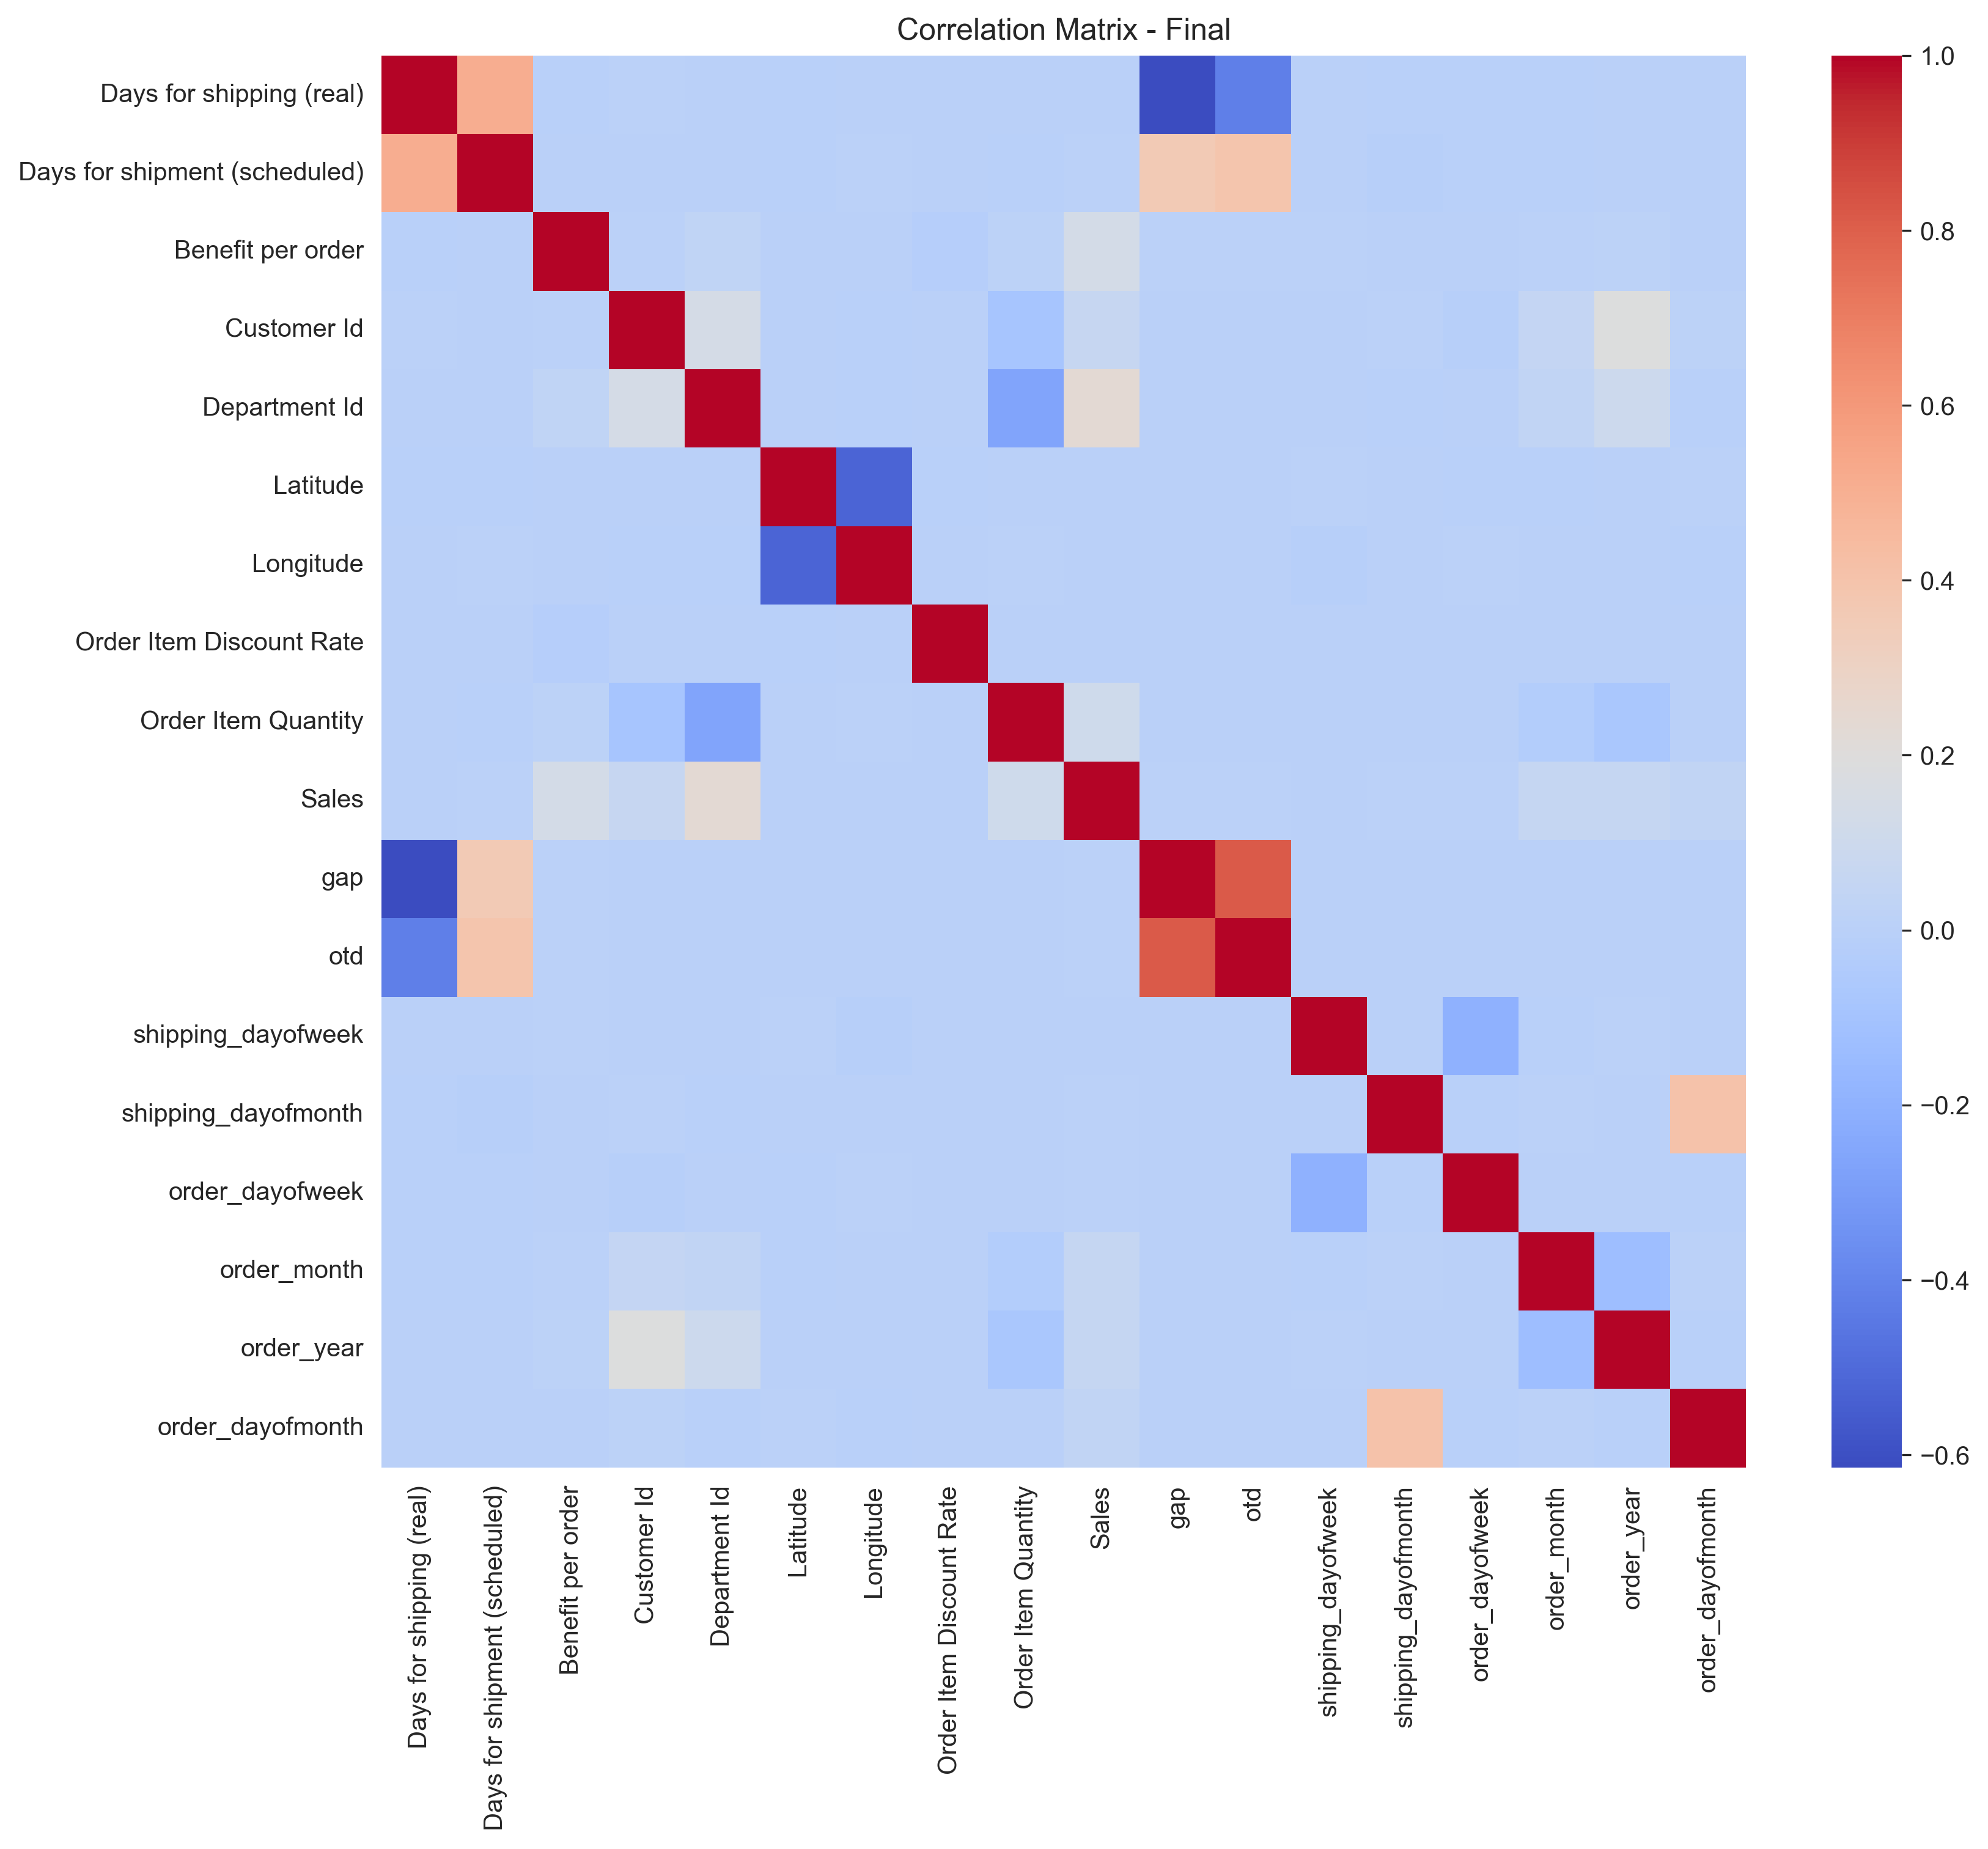 Correlation Matrix - Final
Days for shipping (real)
Days for shipment (scheduled)
Benefit per order
Customer Id
Department Id
Latitude
Longitude
Order Item Discount Rate
Order Item Quantity
Sales
gap
otd
shipping_dayofweek
shipping_dayofmonth
order_dayofweek
order_month
order_year
order_dayofmonth
Days for shipping (real)
Days for shipment (scheduled)
Benefit per order
Customer Id
Department Id
Latitude
Longitude
Order Item Discount Rate
Order Item Quantity
Sales
gap
otd
shipping_dayofweek
shipping_dayofmonth
order_dayofweek
order_month
order_year
order_dayofmonth
1.0
0.8
0.6
0.4
0.2
0.0
−0.2
−0.4
−0.6